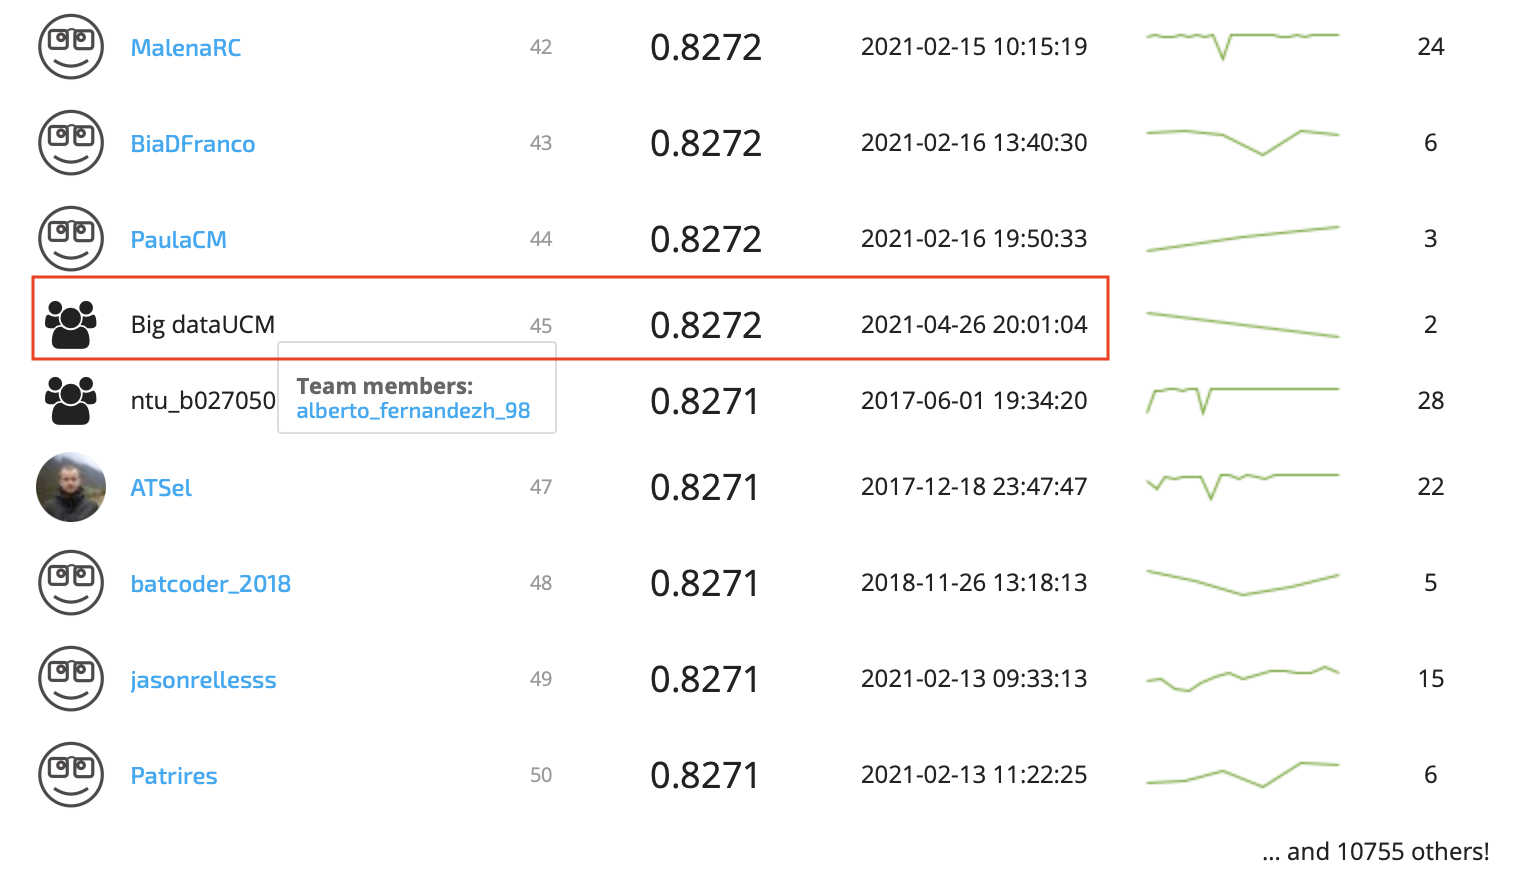 MalenaRC 42 0.8272 2021-02-15 10:15:19 24
BiaDFranco 43 0.8272 2021-02-16 13:40:30 6
PaulaCM 44 0.8272 2021-02-16 19:50:33 3
Big dataUCM 45 0.8272 2021-04-26 20:01:04 2
Team members:
alberto_fernandezh_98
ntu_b027050 0.8271 2017-06-01 19:34:20 28
ATSel 47 0.8271 2017-12-18 23:47:47 22
batcoder_2018 48 0.8271 2018-11-26 13:18:13 5
jasonrellesss 49 0.8271 2021-02-13 09:33:13 15
Patrires 50 0.8271 2021-02-13 11:22:25 6
... and 10755 others!